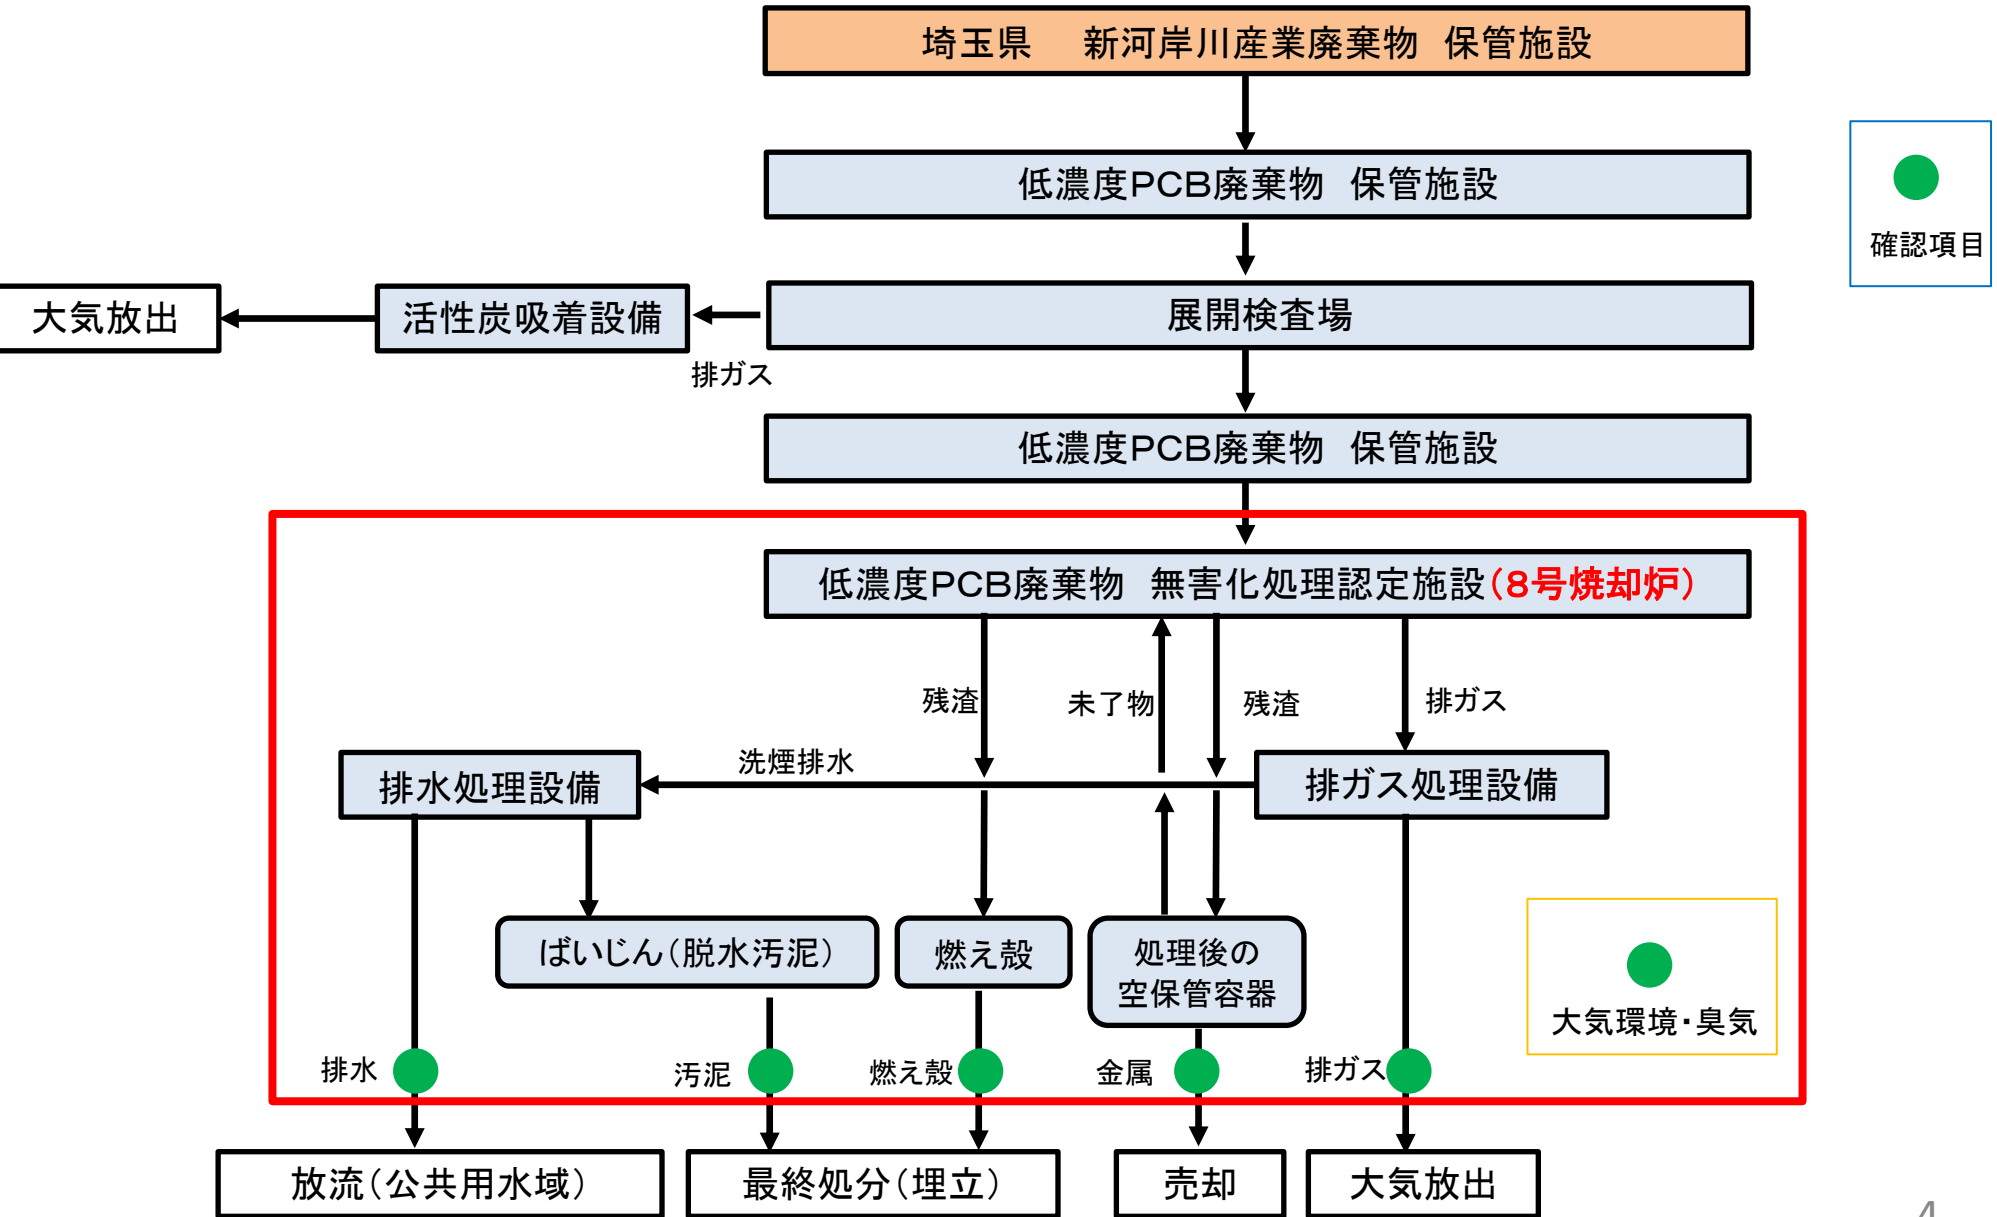 埼玉県　新河岸川産業廃棄物　保管施設
低濃度PCB廃棄物　保管施設
確認項目
大気放出
活性炭吸着設備
展開検査場
排ガス
低濃度PCB廃棄物　保管施設
低濃度PCB廃棄物　無害化処理認定施設(8号焼却炉)
残渣
未了物
残渣
排ガス
洗煙排水
排水処理設備
排ガス処理設備
ばいじん(脱水汚泥)
燃え殻
処理後の
空保管容器
大気環境・臭気
排水
汚泥
燃え殻
金属
排ガス
放流(公共用水域)
最終処分(埋立)
売却
大気放出
4